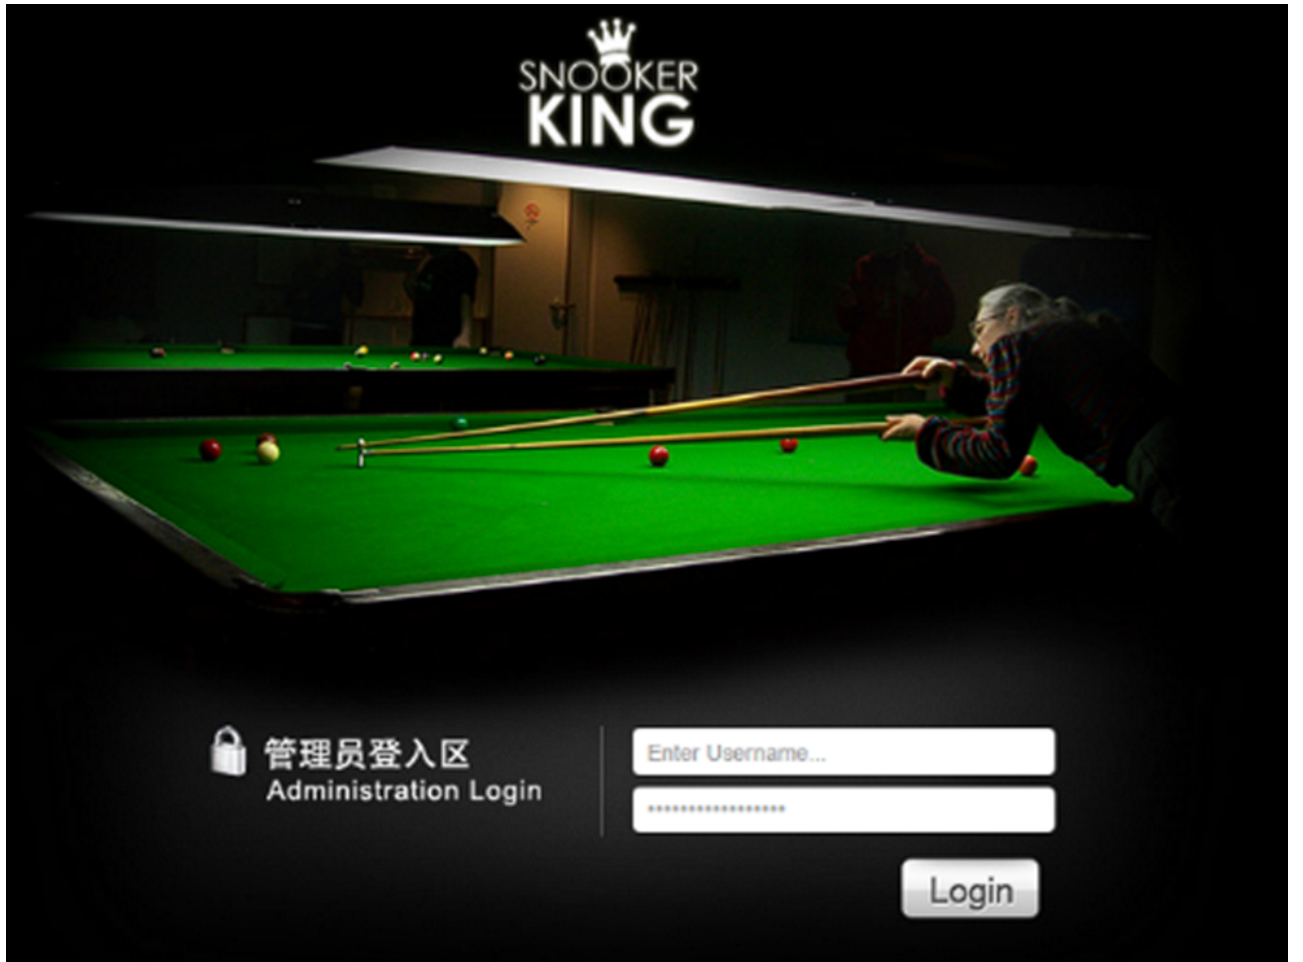 SNOOKER
KING
管理员登入区
Administration Login
Enter Username...
*****************
Login